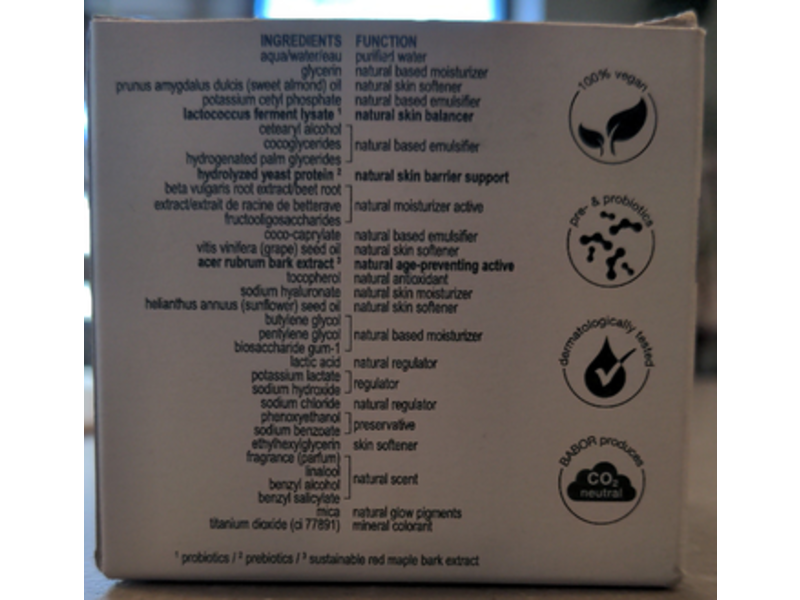 INGREDIENTS FUNCTION
aqua/water/eau purified water
glycerin natural based moisturizer
prunus amygdalus dulcis (sweet almond) oil natural skin softener
potassium cetyl phosphate natural based emulsifier
lactococcus ferment lysate ¹ natural skin balancer
cetearyl alcohol
cocoglycerides natural based emulsifier
hydrogenated palm glycerides
hydrolyzed yeast protein ² natural skin barrier support
beta vulgaris root extract/beet root
extract/extrait de racine de betterave natural moisturizer active
fructooligosaccharides
coco-caprylate natural based emulsifier
vitis vinifera (grape) seed oil natural skin softener
acer rubrum bark extract ³ natural age-preventing active
tocopherol natural antioxidant
sodium hyaluronate natural skin moisturizer
helianthus annuus (sunflower) seed oil natural skin softener
butylene glycol
pentylene glycol natural based moisturizer
biosaccharide gum-1
lactic acid natural regulator
potassium lactate
sodium hydroxide regulator
sodium chloride natural regulator
phenoxyethanol
sodium benzoate preservative
ethylhexylglycerin skin softener
fragrance (parfum)
linalool natural scent
benzyl alcohol
benzyl salicylate
mica natural glow pigments
titanium dioxide (ci 77891) mineral colorant
¹ probiotics / ² prebiotics / ³ sustainable red maple bark extract
100% vegan
pre- & probiotics
dermatologically tested
BABOR produces
CO₂
neutral